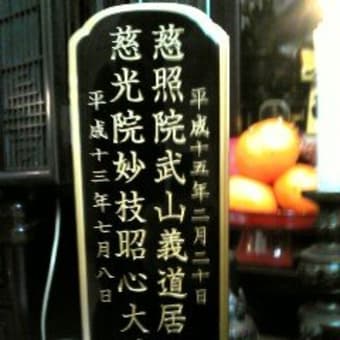 平成十五年二月二十日
慈照院武山義道居
慈光院妙枝昭心大
平成十三年七月八日